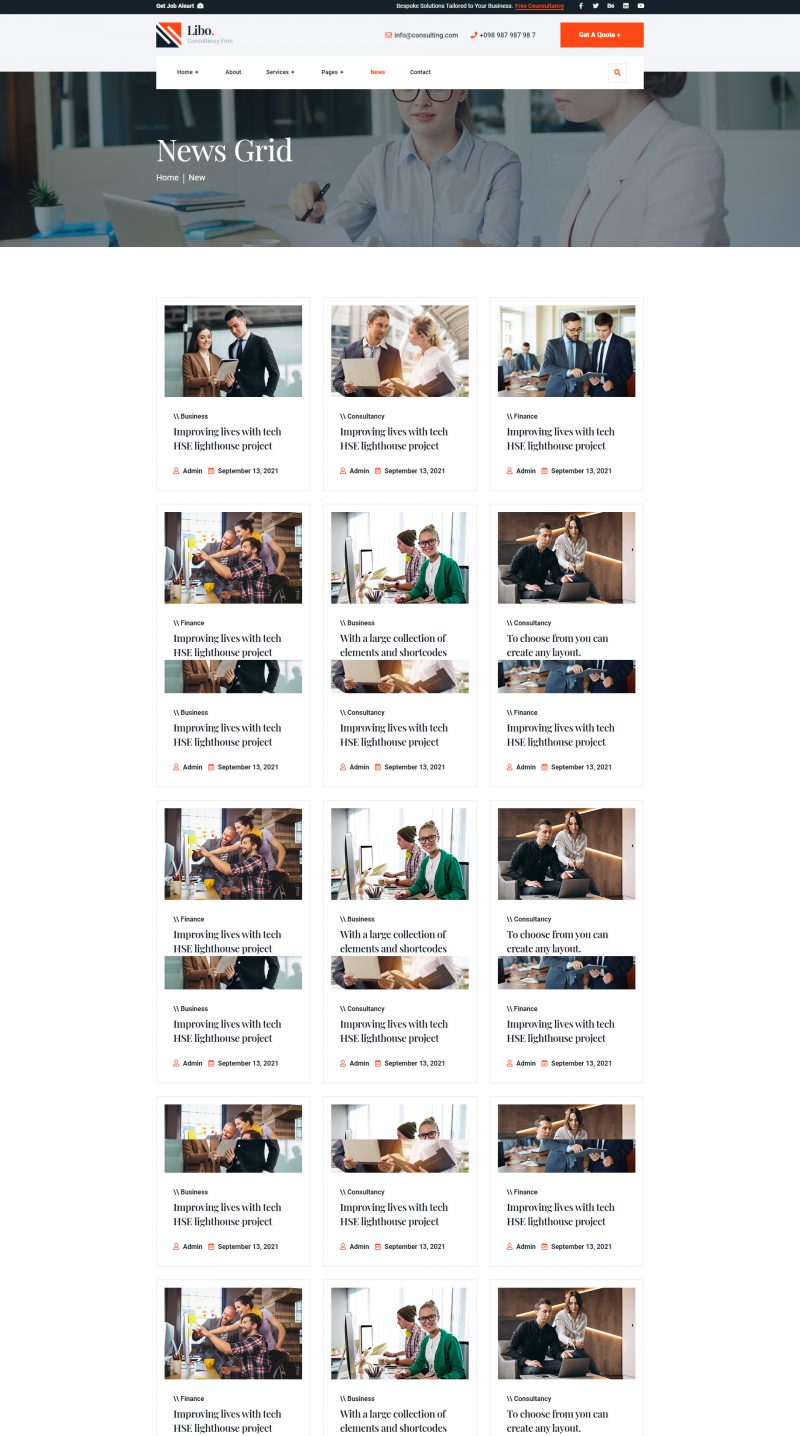 Get Job Aleart
Bespoke Solutions Tailored to Your Business. Free Counsultancy
Libo.
Consultancy Firm
info@consulting.com
+098 987 987 98 7
Get A Quote +
Home +
About
Services +
Pages +
News
Contact
News Grid
Home | New
\\ Business
Improving lives with tech
HSE lighthouse project
Admin September 13, 2021
\\ Consultancy
Improving lives with tech
HSE lighthouse project
Admin September 13, 2021
\\ Finance
Improving lives with tech
HSE lighthouse project
Admin September 13, 2021
\\ Finance
Improving lives with tech
HSE lighthouse project
\\ Business
With a large collection of
elements and shortcodes
\\ Consultancy
To choose from you can
create any layout.
\\ Business
Improving lives with tech
HSE lighthouse project
Admin September 13, 2021
\\ Consultancy
Improving lives with tech
HSE lighthouse project
Admin September 13, 2021
\\ Finance
Improving lives with tech
HSE lighthouse project
Admin September 13, 2021
\\ Finance
Improving lives with tech
HSE lighthouse project
\\ Business
With a large collection of
elements and shortcodes
\\ Consultancy
To choose from you can
create any layout.
\\ Business
Improving lives with tech
HSE lighthouse project
Admin September 13, 2021
\\ Consultancy
Improving lives with tech
HSE lighthouse project
Admin September 13, 2021
\\ Finance
Improving lives with tech
HSE lighthouse project
Admin September 13, 2021
\\ Business
Improving lives with tech
HSE lighthouse project
Admin September 13, 2021
\\ Consultancy
Improving lives with tech
HSE lighthouse project
Admin September 13, 2021
\\ Finance
Improving lives with tech
HSE lighthouse project
Admin September 13, 2021
\\ Finance
Improving lives with tech
\\ Business
With a large collection of
\\ Consultancy
To choose from you can